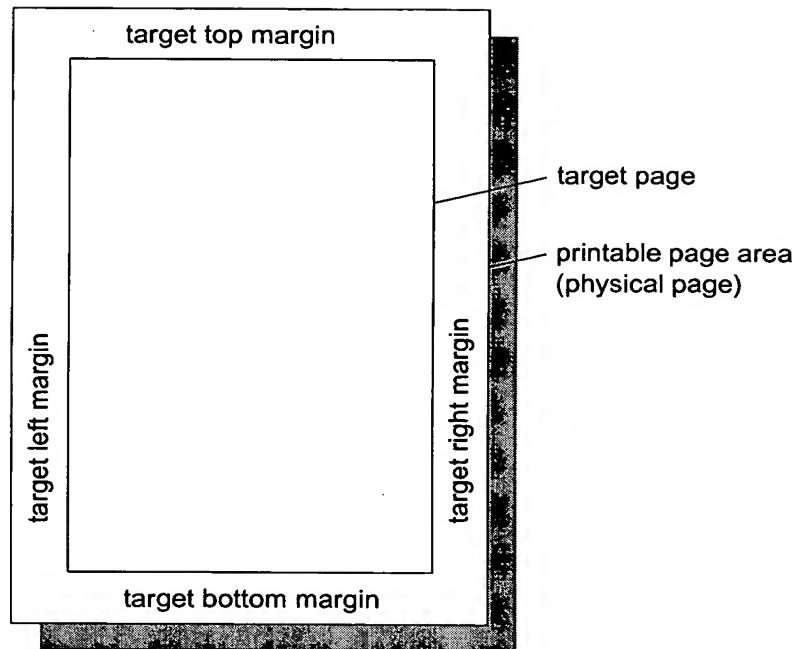 target top margin
target page
printable page area
(physical page)
target left margin
target right margin
target bottom margin